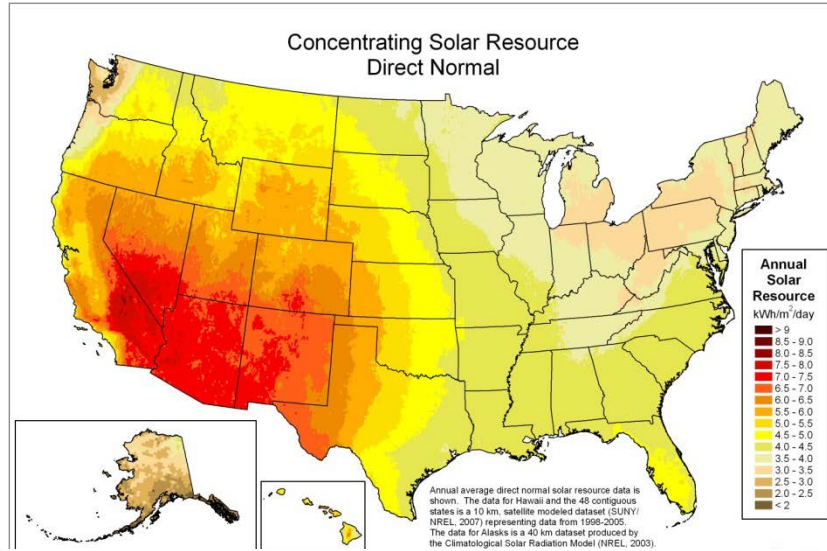 Concentrating Solar Resource
Direct Normal
Annual
Solar
Resource
kWh/m²/day
> 9
8.5 - 9.0
8.0 - 8.5
7.5 - 8.0
7.0 - 7.5
6.5 - 7.0
6.0 - 6.5
5.5 - 6.0
5.0 - 5.5
4.5 - 5.0
4.0 - 4.5
3.5 - 4.0
3.0 - 3.5
2.5 - 3.0
2.0 - 2.5
< 2
Annual average direct normal solar resource data is
shown. The data for Hawaii and the 48 contiguous
states is a 10 km, satellite modeled dataset (SUNY/
NREL, 2007) representing data from 1998-2005.
The data for Alaska is a 40 km dataset produced by
the Climatological Solar Radiation Model (NREL, 2003).